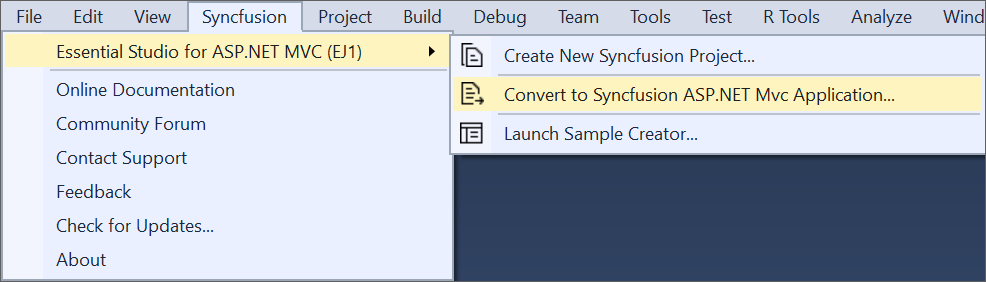 File Edit View Syncfusion Project Build Debug Team Tools Test R Tools Analyze Wind
Essential Studio for ASP.NET MVC (EJ1)
Create New Syncfusion Project...
Convert to Syncfusion ASP.NET Mvc Application...
Launch Sample Creator...
Online Documentation
Community Forum
Contact Support
Feedback
Check for Updates...
About